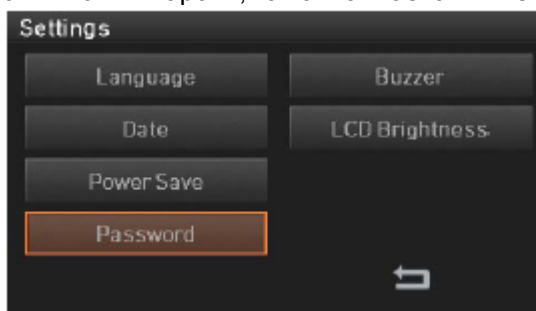 Settings
Language
Buzzer
Date
LCD Brightness
Power Save
Password